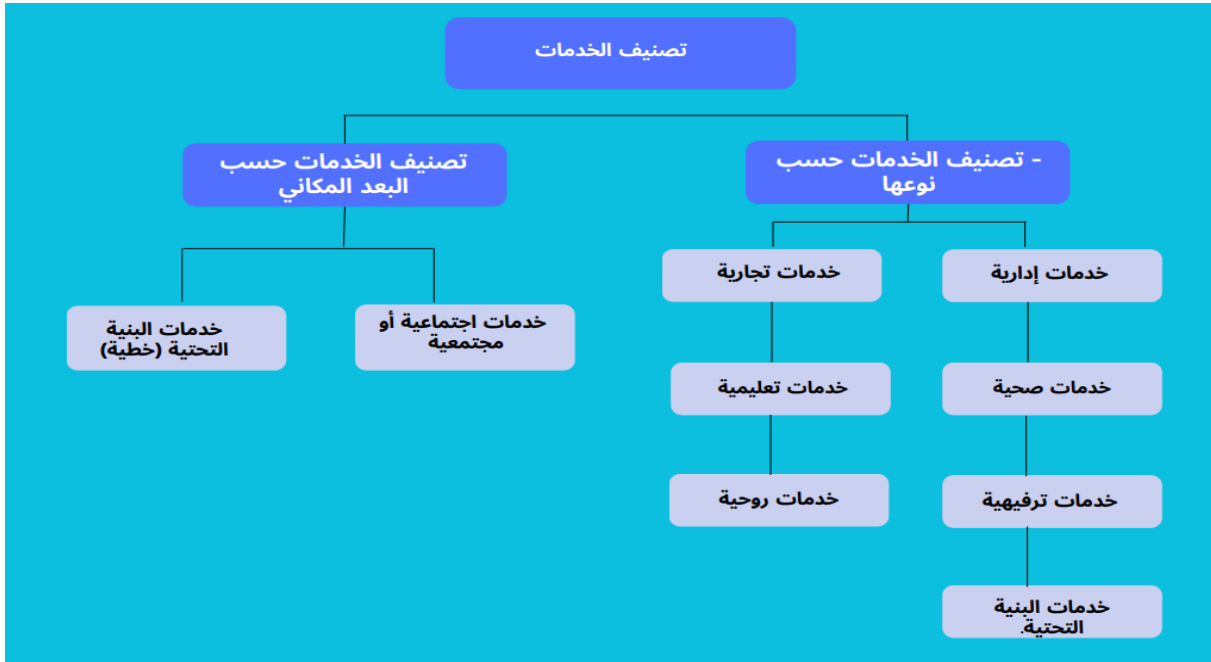 تصنيف الخدمات
- تصنيف الخدمات حسب
نوعها
تصنيف الخدمات حسب
البعد المكاني
خدمات إدارية
خدمات تجارية
خدمات اجتماعية أو
مجتمعية
خدمات البنية
التحتية (خطية)
خدمات صحية
خدمات تعليمية
خدمات ترفيهية
خدمات روحية
خدمات البنية
التحتية.